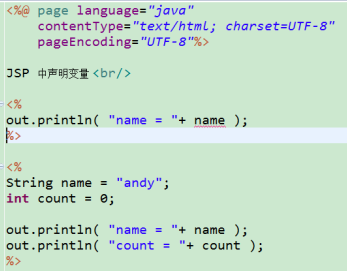 <%@ page language="java"
contentType="text/html; charset=UTF-8"
pageEncoding="UTF-8"%>
JSP 中声明变量<br/>
<%
out.println( "name = "+ name );
%>
<%
String name = "andy";
int count = 0;
out.println( "name = "+ name );
out.println( "count = "+ count );
%>